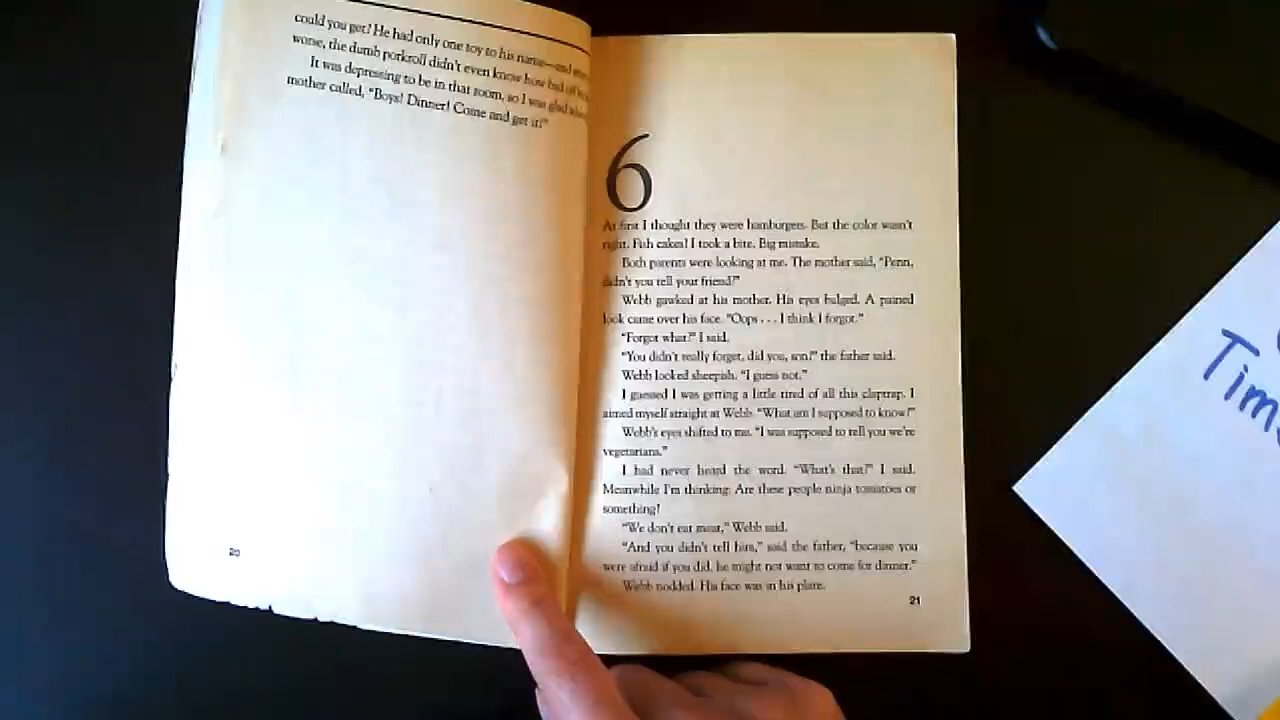 could you get? He had only one toy to his name—and
worse, the dumb porkroll didn't even know how bad off
It was depressing to be in that room, so I was glad
mother called, "Boys! Dinner! Come and get it!"
20
6
At first I thought they were hamburgers. But the color wasn't
right. Fish cakes? I took a bite. Big mistake.
Both parents were looking at me. The mother said, "Penn,
didn't you tell your friend?"
Webb gawked at his mother. His eyes bulged. A pained
look came over his face. "Oops . . . I think I forgot."
"Forgot what?" I said.
"You didn't really forget, did you, son?" the father said.
Webb looked sheepish. "I guess not."
I guessed I was getting a little tired of all this claptrap. I
aimed myself straight at Webb. "What am I supposed to know?"
Webb's eyes shifted to me. "I was supposed to tell you we're
vegetarians."
I had never heard the word. "What's that?" I said.
Meanwhile I'm thinking: Are these people ninja tomatoes or
something?
"We don't eat meat," Webb said.
"And you didn't tell him," said the father, "because you
were afraid if you did, he might not want to come for dinner."
Webb nodded. His face was in his plate.
21